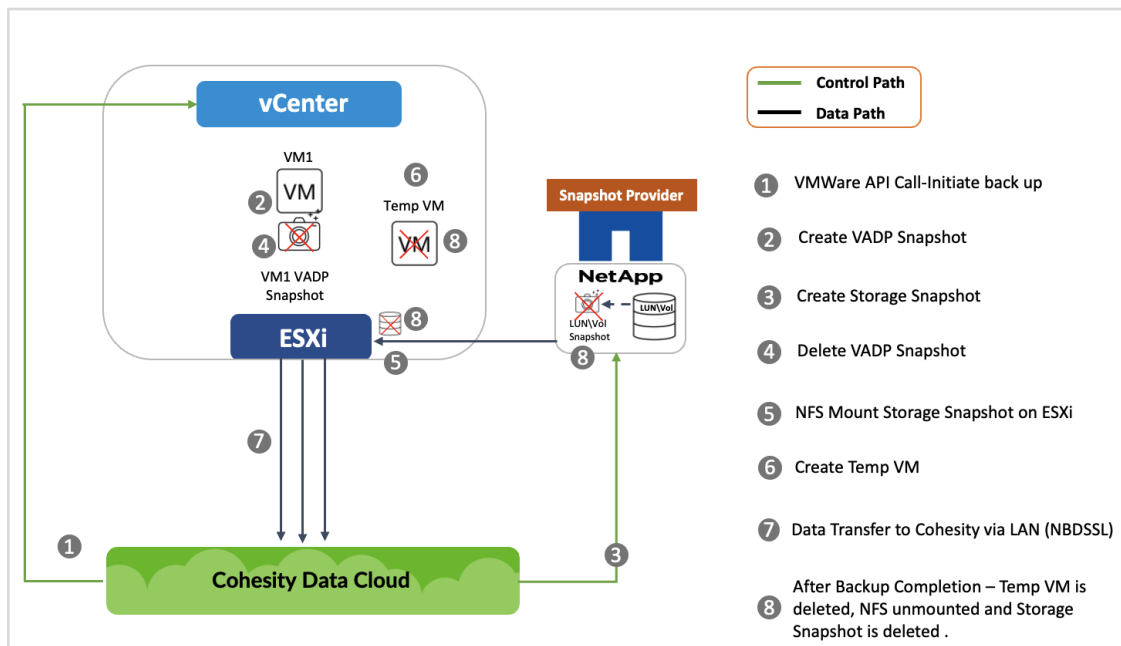 vCenter
VM1
VM
2
4
VM1 VADP
Snapshot
6
Temp VM
VM
8
ESXi
8
5
7
Snapshot Provider
NetApp
LUN\Vol
Snapshot
LUN\Vol
8
1
3
Cohesity Data Cloud
Control Path
Data Path
1 VMWare API Call-Initiate back up
2 Create VADP Snapshot
3 Create Storage Snapshot
4 Delete VADP Snapshot
5 NFS Mount Storage Snapshot on ESXi
6 Create Temp VM
7 Data Transfer to Cohesity via LAN (NBDSSL)
8 After Backup Completion – Temp VM is
deleted, NFS unmounted and Storage
Snapshot is deleted .